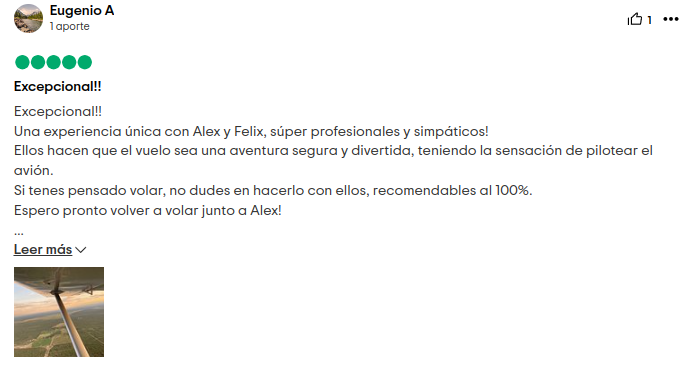 Eugenio A
1 aporte
1
Excepcional!!
Excepcional!!
Una experiencia única con Alex y Felix, súper profesionales y simpáticos!
Ellos hacen que el vuelo sea una aventura segura y divertida, teniendo la sensación de pilotear el
avión.
Si tenes pensado volar, no dudes en hacerlo con ellos, recomendables al 100%.
Espero pronto volver a volar junto a Alex!
...
Leer más